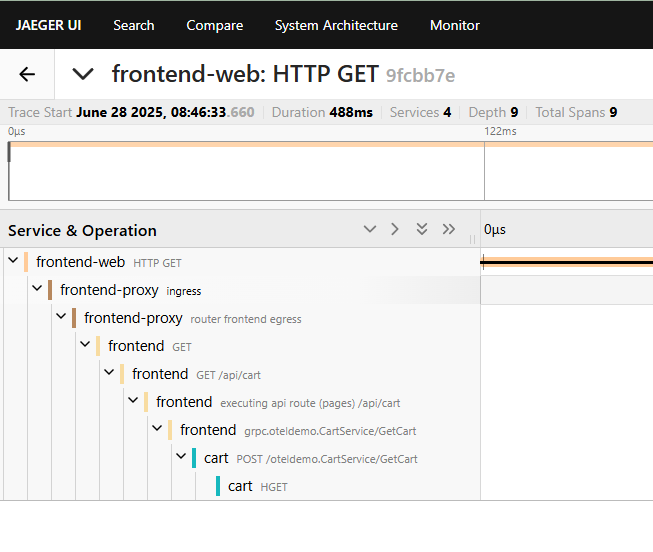 JAEGER UI Search Compare System Architecture Monitor
frontend-web: HTTP GET 9fcbb7e
Trace Start June 28 2025, 08:46:33.660 Duration 488ms Services 4 Depth 9 Total Spans 9
0µs 122ms
Service & Operation 0µs
frontend-web HTTP GET
frontend-proxy ingress
frontend-proxy router frontend egress
frontend GET
frontend GET /api/cart
frontend executing api route (pages) /api/cart
frontend grpc.oteldemo.CartService/GetCart
cart POST /oteldemo.CartService/GetCart
cart HGET